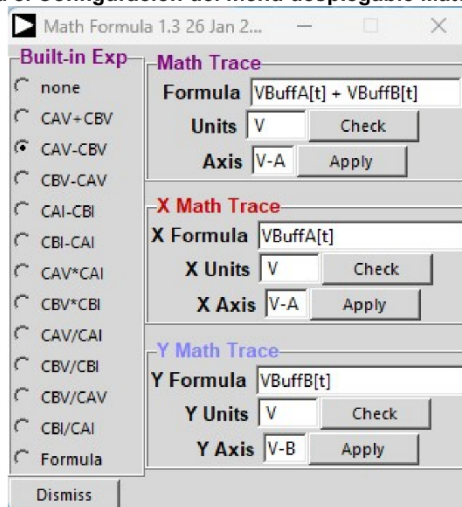 Math Formula 1.3 26 Jan 2...
Built-in Exp
none
CAV+CBV
CAV-CBV
CBV-CAV
CAI-CBI
CBI-CAI
CAV*CAI
CBV*CBI
CAV/CAI
CBV/CBI
CBV/CAV
CBI/CAI
Formula
Dismiss
Math Trace
Formula VBuffA[t] + VBuffB[t]
Units V Check
Axis V-A Apply
X Math Trace
X Formula VBuffA[t]
X Units V Check
X Axis V-A Apply
Y Math Trace
Y Formula VBuffB[t]
Y Units V Check
Y Axis V-B Apply